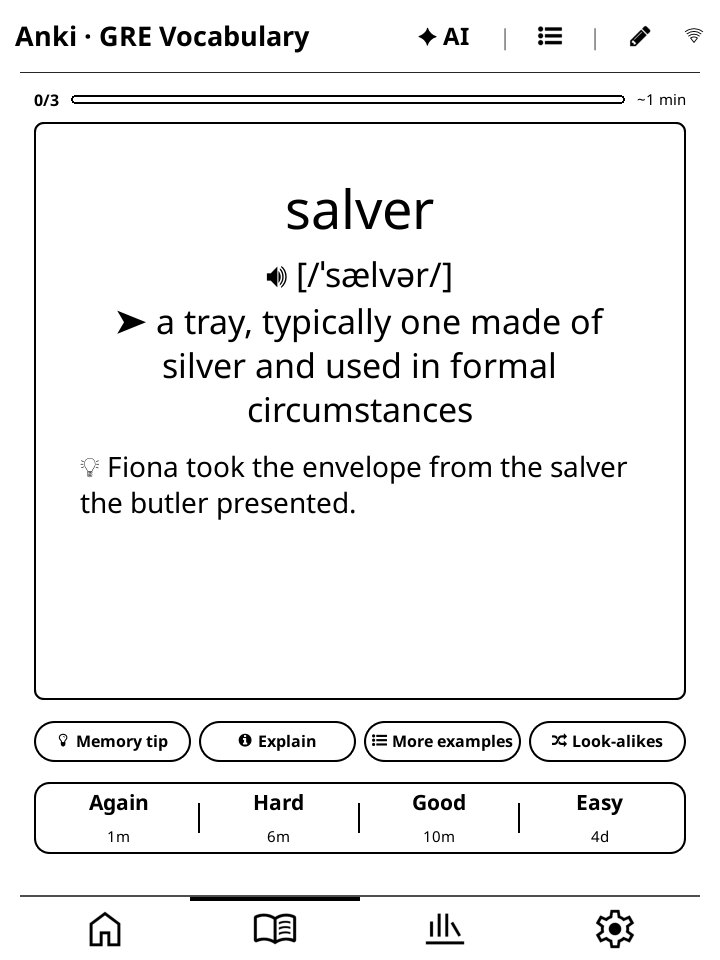 Anki · GRE Vocabulary
AI
0/3
~1 min
salver
[/ˈsælvər/]
➤ a tray, typically one made of
silver and used in formal
circumstances
Fiona took the envelope from the salver
the butler presented.
Memory tip
Explain
More examples
Look-alikes
Again
Hard
Good
Easy
1m
6m
10m
4d